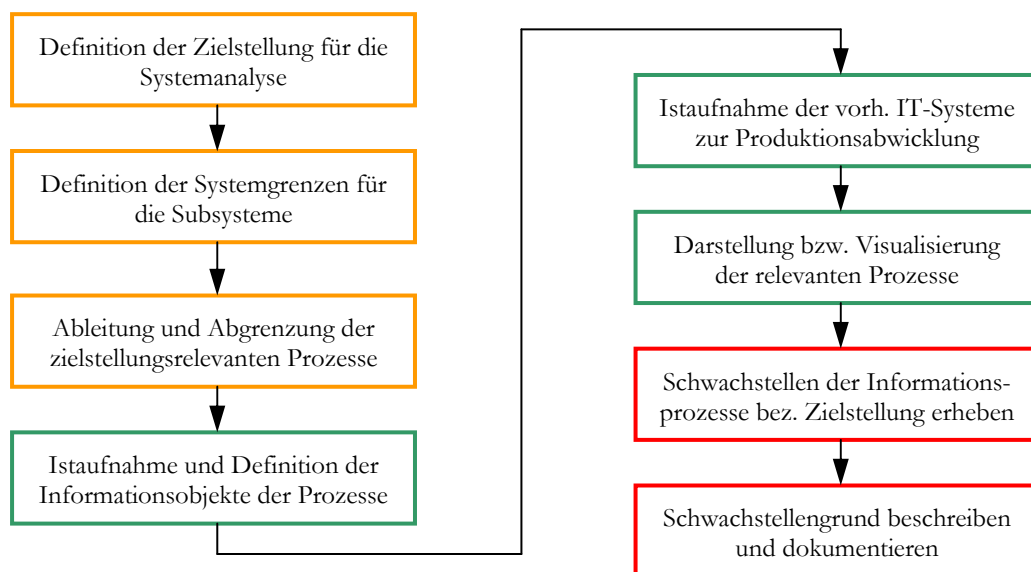 Definition der Zielstellung für die
Systemanalyse
Definition der Systemgrenzen für
die Subsysteme
Ableitung und Abgrenzung der
zielstellungsrelevanten Prozesse
Istaufnahme und Definition der
Informationsobjekte der Prozesse
Istaufnahme der vorh. IT-Systeme
zur Produktionsabwicklung
Darstellung bzw. Visualisierung
der relevanten Prozesse
Schwachstellen der Informations-
prozesse bez. Zielstellung erheben
Schwachstellengrund beschreiben
und dokumentieren